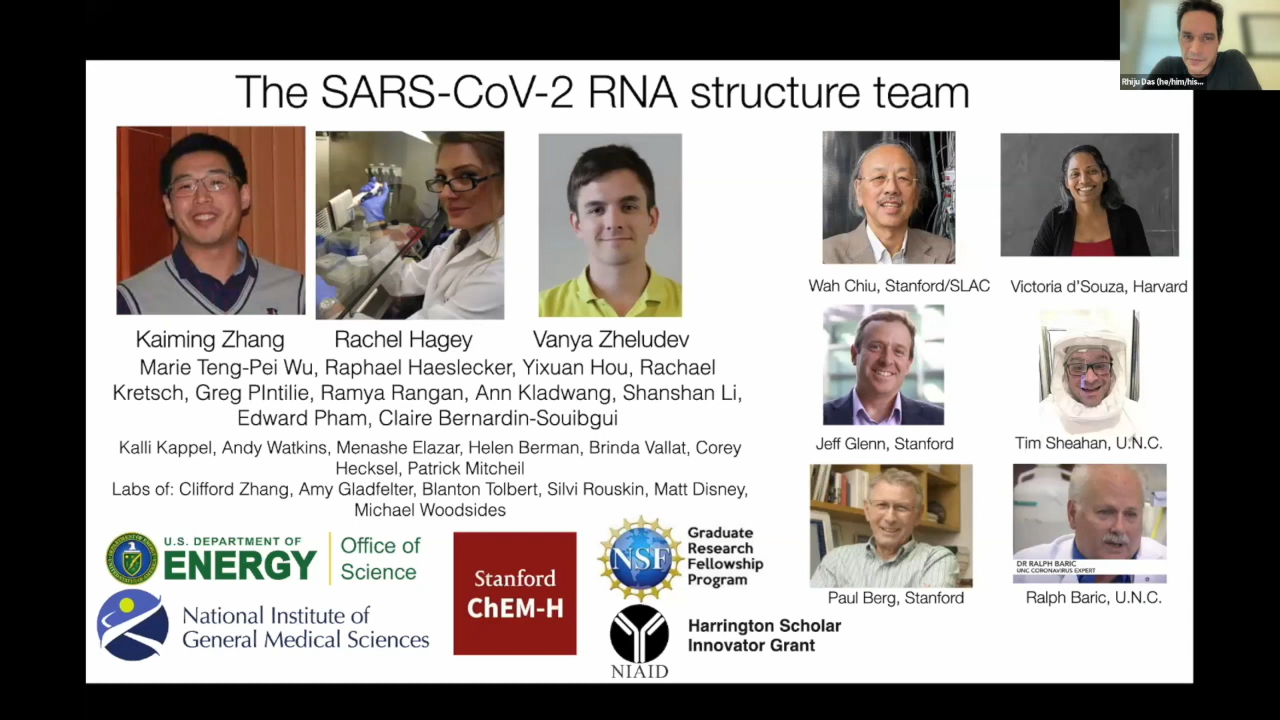 Rhiju Das (he/him/his...
The SARS-CoV-2 RNA structure team
Kaiming Zhang
Rachel Hagey
Vanya Zheludev
Marie Teng-Pei Wu, Raphael Haeslecker, Yixuan Hou, Rachael
Kretsch, Greg PIntilie, Ramya Rangan, Ann Kladwang, Shanshan Li,
Edward Pham, Claire Bernardin-Souibgui
Kalli Kappel, Andy Watkins, Menashe Elazar, Helen Berman, Brinda Vallat, Corey
Hecksel, Patrick Mitcheil
Labs of: Clifford Zhang, Amy Gladfelter, Blanton Tolbert, Silvi Rouskin, Matt Disney,
Michael Woodsides
Wah Chiu, Stanford/SLAC
Victoria d'Souza, Harvard
Jeff Glenn, Stanford
Tim Sheahan, U.N.C.
DR RALPH BARIC
UNC CORONAVIRUS EXPERT
Paul Berg, Stanford
Ralph Baric, U.N.C.
U.S. DEPARTMENT OF
ENERGY
Office of
Science
National Institute of
General Medical Sciences
Stanford
ChEM-H
NSF
Graduate
Research
Fellowship
Program
NIAID
Harrington Scholar
Innovator Grant